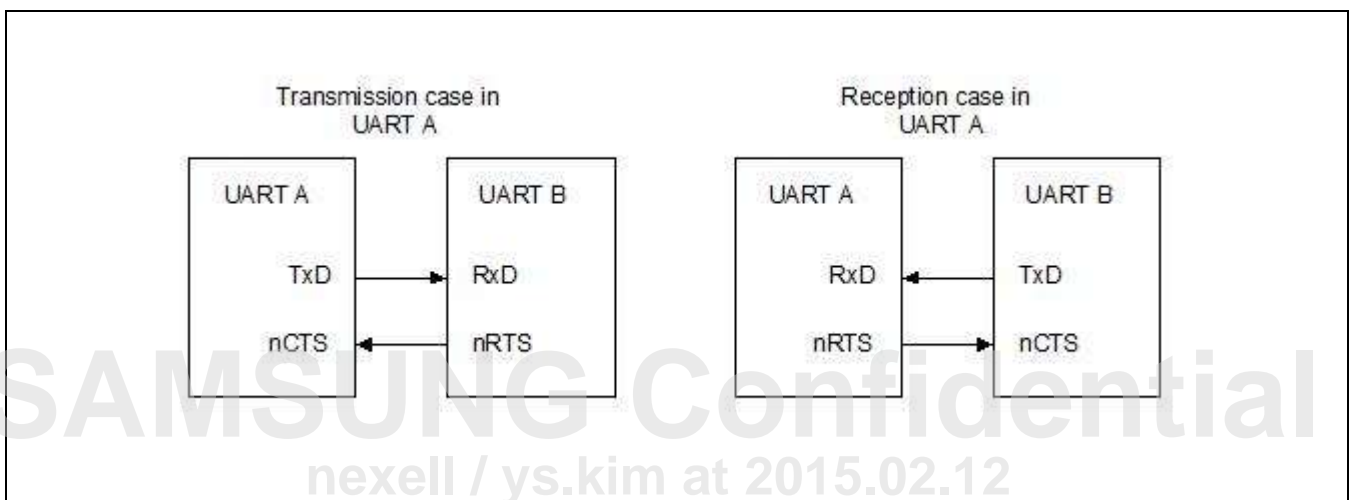 Transmission case in
UART A
UART A
UART B
TxD
RxD
nCTS
nRTS
Reception case in
UART A
UART A
UART B
RxD
TxD
nRTS
nCTS
SAMSUNG Confidential
nexell / ys.kim at 2015.02.12